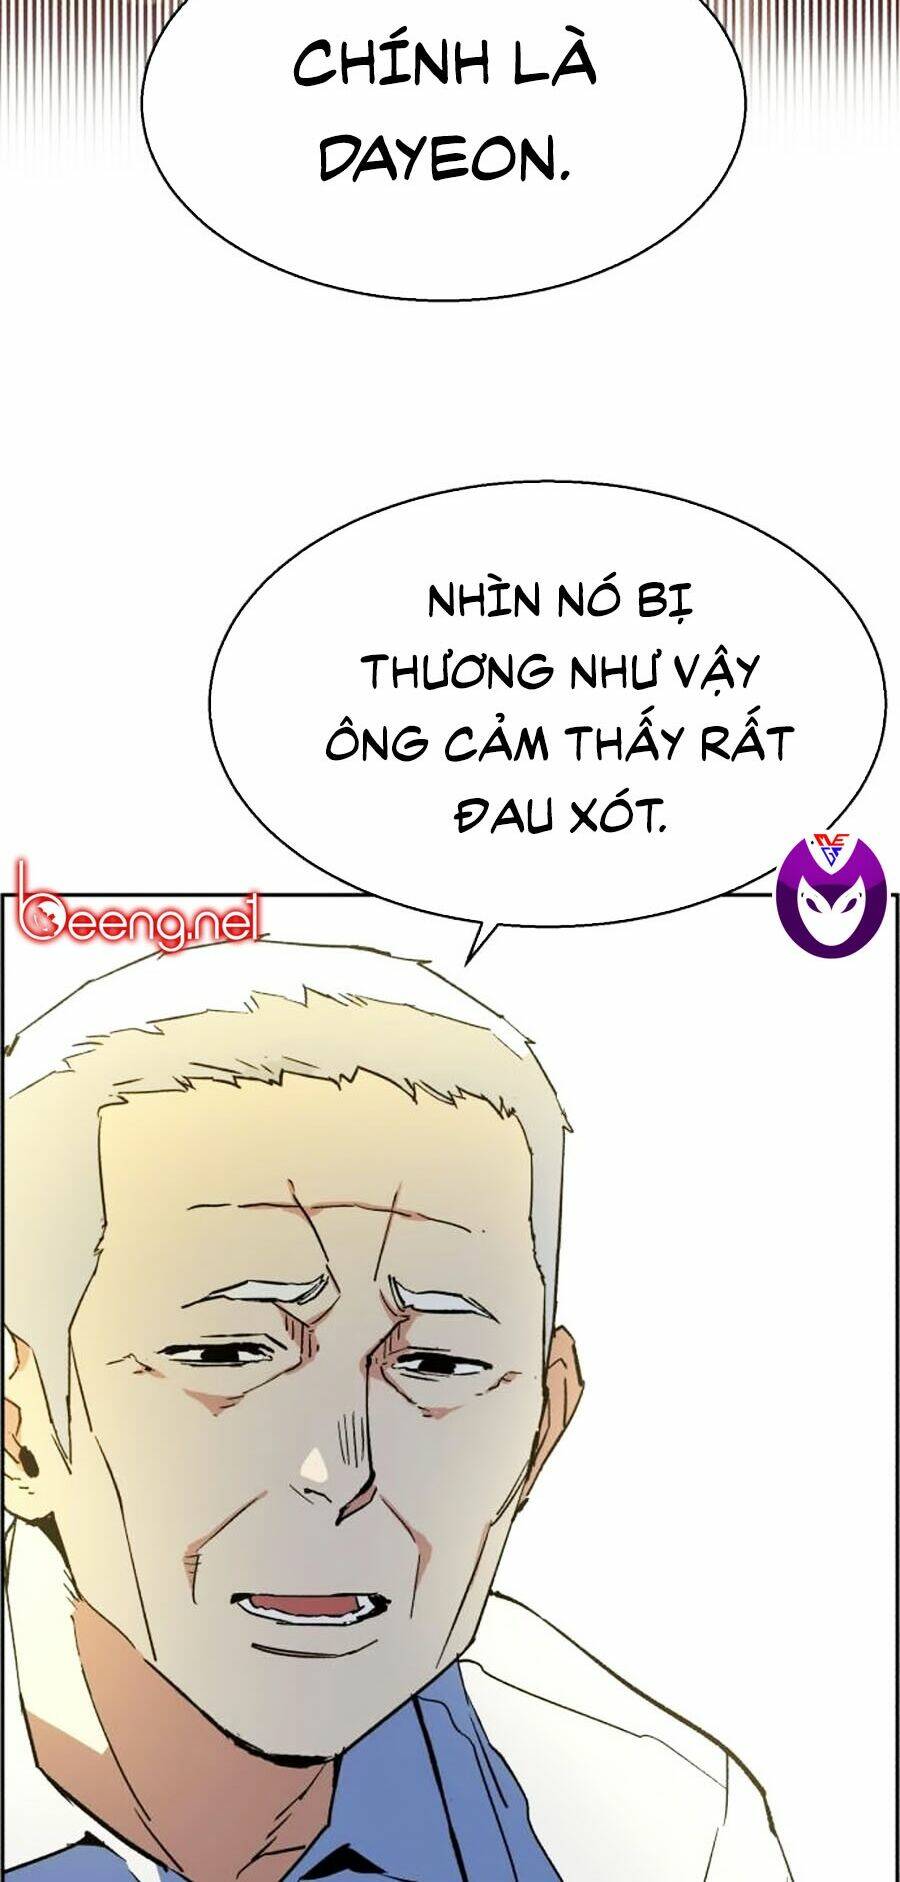 CHÍNH LÀ
DAYEON.
NHÌN NÓ BỊ
THƯƠNG NHƯ VẬY
ÔNG CẢM THẤY RẤT
ĐAU XÓT.
beeng.net